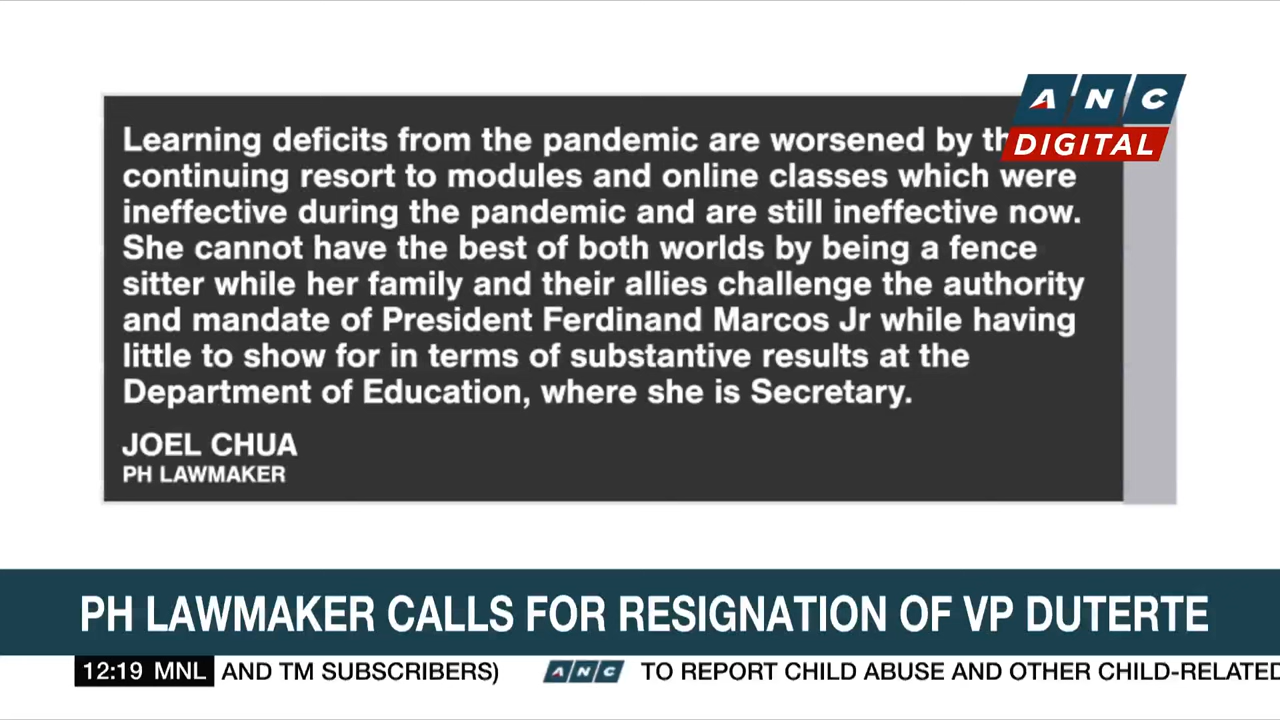 ANC
DIGITAL
Learning deficits from the pandemic are worsened by
continuing resort to modules and online classes which were
ineffective during the pandemic and are still ineffective now.
She cannot have the best of both worlds by being a fence
sitter while her family and their allies challenge the authority
and mandate of President Ferdinand Marcos Jr while having
little to show for in terms of substantive results at the
Department of Education, where she is Secretary.
JOEL CHUA
PH LAWMAKER
PH LAWMAKER CALLS FOR RESIGNATION OF VP DUTERTE
12:19 MNL AND TM SUBSCRIBERS) ANC TO REPORT CHILD ABUSE AND OTHER CHILD-RELATED